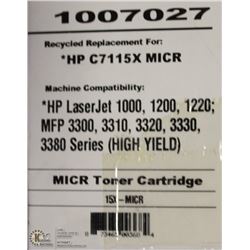 1007027
Recycled Replacement For:
*HP C7115X MICR
Machine Compatibility:
*HP LaserJet 1000, 1200, 1220;
MFP 3300, 3310, 3320, 3330,
3380 Series (HIGH YIELD)
MICR Toner Cartridge
15X-MICR